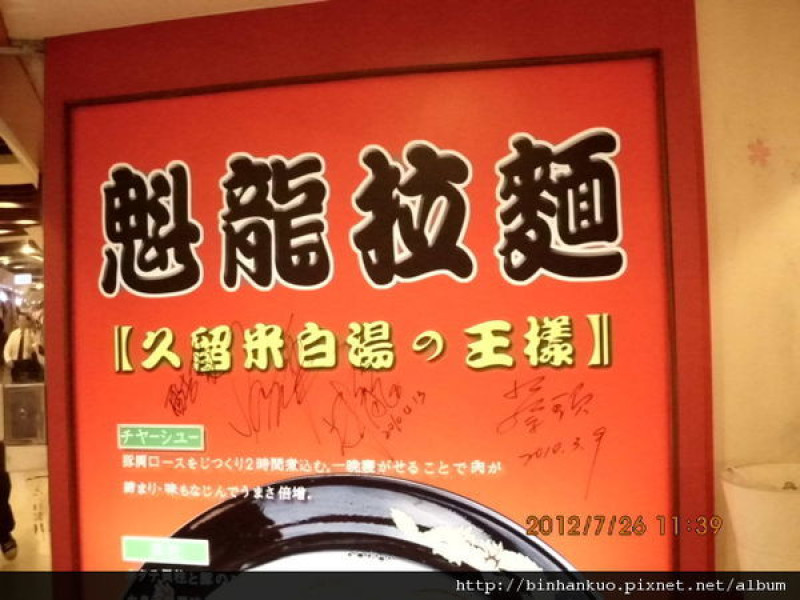 魁龍拉麵
〖久留米白湯の王様〗
チャーシュー
豚肩ロースをじっくり2時間煮込む。一晩寝かせることで肉が
締まり・味もなじんでうまさ倍増。
2010.3.9
2012/7/26 11:39
http://binhankuo.pixnet.net/album